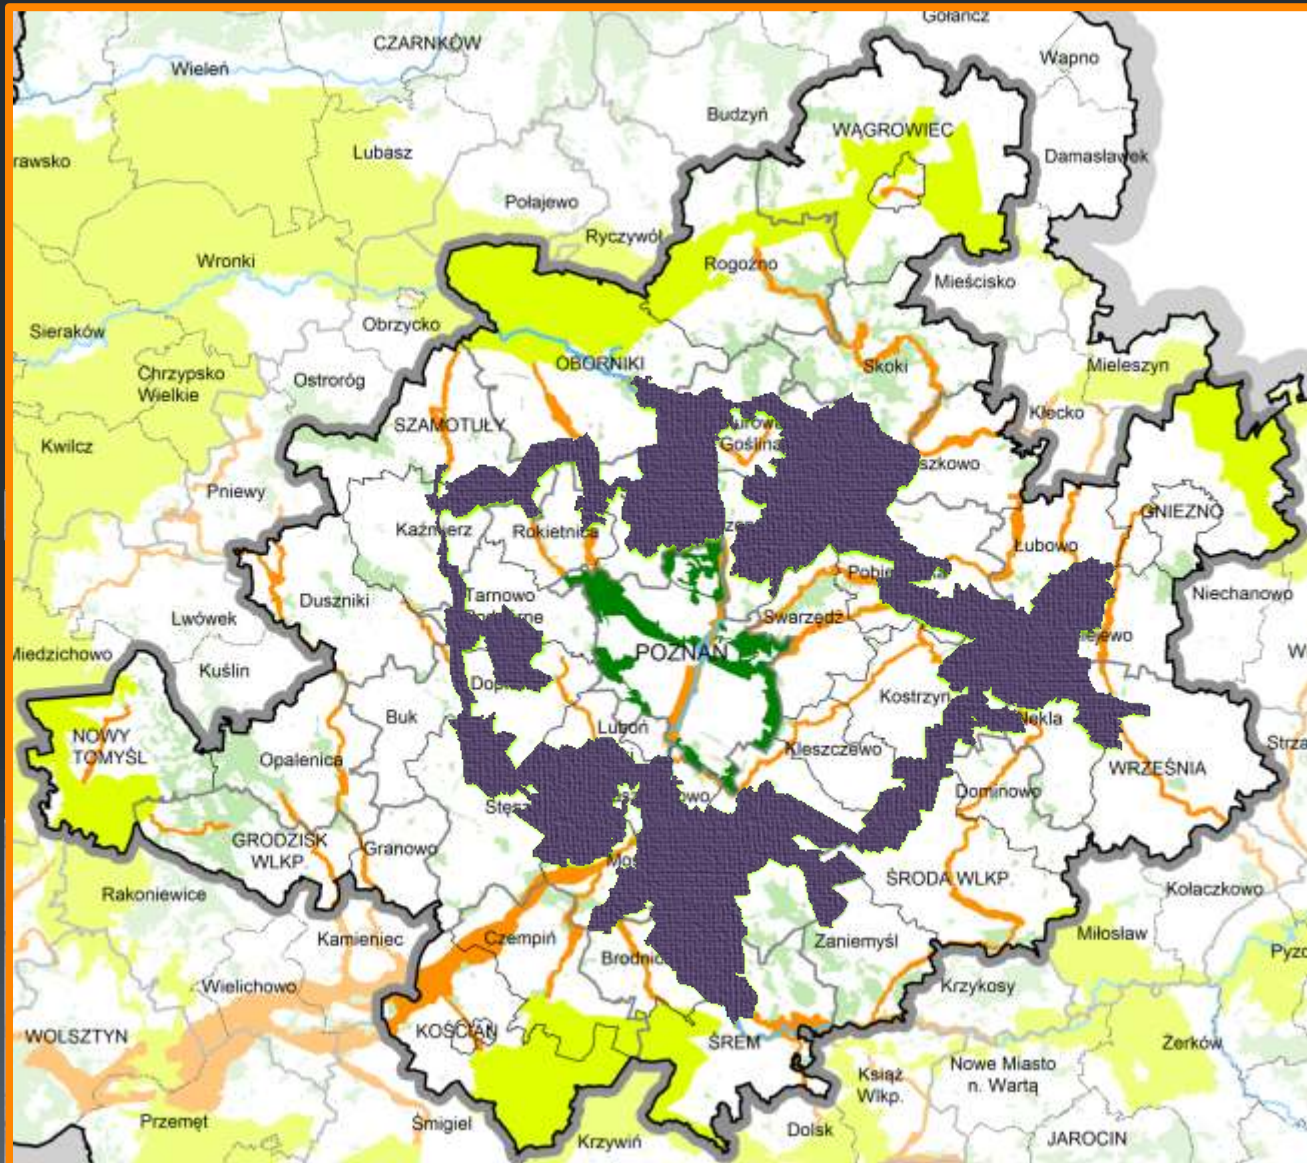 Gołańcz
CZARNKÓW
Wapno
Wieleń
Budzyń
WĄGROWIEC
Lubasz
Damasławek
rawsko
Połajewo
Ryczywół
Wronki
Rogoźno
Mieścisko
Obrzycko
Sieraków
OBORNIKI
Skoki
Mieleszyn
Chrzypsko
Wielkie
Ostroróg
Kłecko
SZAMOTUŁY
Goślina
Kwilcz
szkowo
Pniewy
GNIEZNO
Kaźmierz
Rokietnica
Łubowo
Tarnowo
Duszniki
Swarzędz
Niechanowo
Lwówek
Miedzichowo
POZNAŃ
Kuślin
Kostrzyn
Buk
Luboń
Nekla
NOWY
TOMYŚL
Opalenica
Kleszczewo
WRZEŚNIA
Dominowo
GRODZISK
WLKP.
Granowo
ŚRODA WLKP
Rakoniewice
Kołaczkowo
Kamieniec
Czempiń
Zaniemyśl
Miłosław
Wielichowo
Krzykosy
WOLSZTYN
KOŚCIAN
ŚREM
Żerków
Nowe Miasto
n. Wartą
Książ
Wlkp.
Przemęt
Śmigiel
Krzywiń
Dolsk
JAROCIN